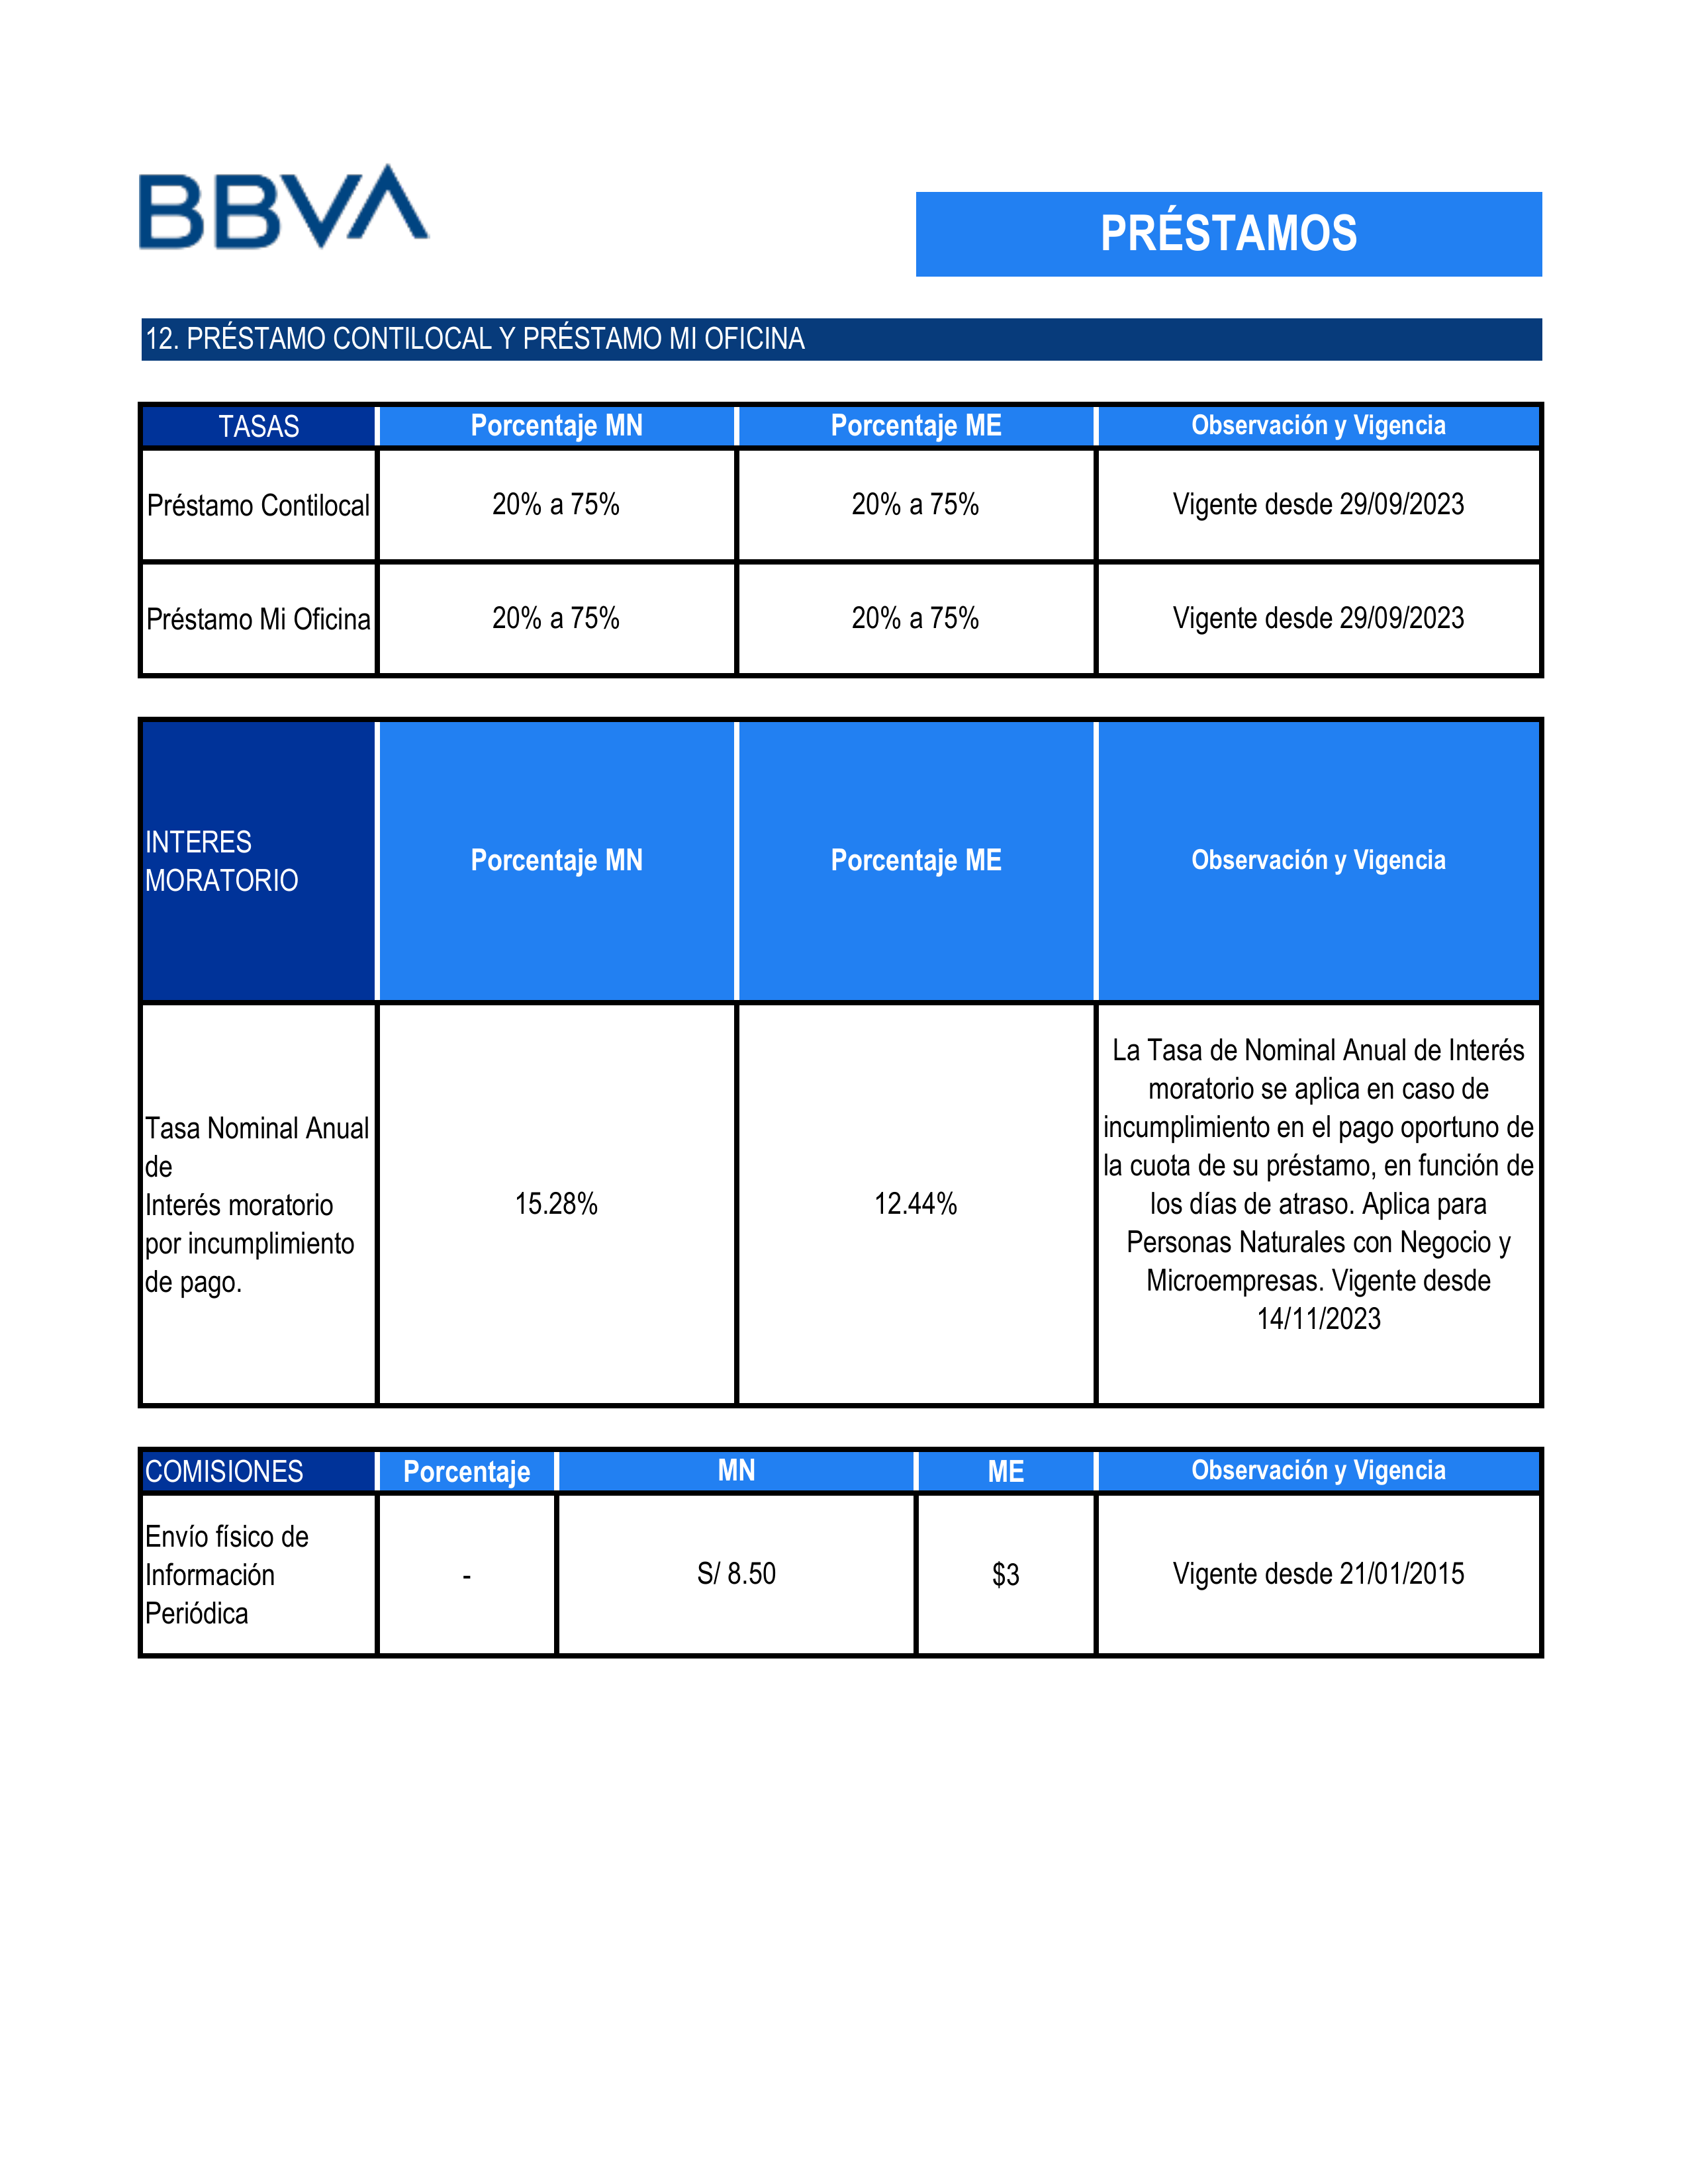 BBVA
PRÉSTAMOS
12. PRÉSTAMO CONTILOCAL Y PRÉSTAMO MI OFICINA
TASAS Porcentaje MN Porcentaje ME Observación y Vigencia
Préstamo Contilocal 20% a 75% 20% a 75% Vigente desde 29/09/2023
Préstamo Mi Oficina 20% a 75% 20% a 75% Vigente desde 29/09/2023
INTERES
MORATORIO
Porcentaje MN Porcentaje ME Observación y Vigencia
Tasa Nominal Anual
de
Interés moratorio
por incumplimiento
de pago.
15.28%
12.44%
La Tasa de Nominal Anual de Interés
moratorio se aplica en caso de
incumplimiento en el pago oportuno de
la cuota de su préstamo, en función de
los días de atraso. Aplica para
Personas Naturales con Negocio y
Microempresas. Vigente desde
14/11/2023
COMISIONES Porcentaje MN ME Observación y Vigencia
Envío físico de
Información
Periódica
- S/ 8.50 $3 Vigente desde 21/01/2015